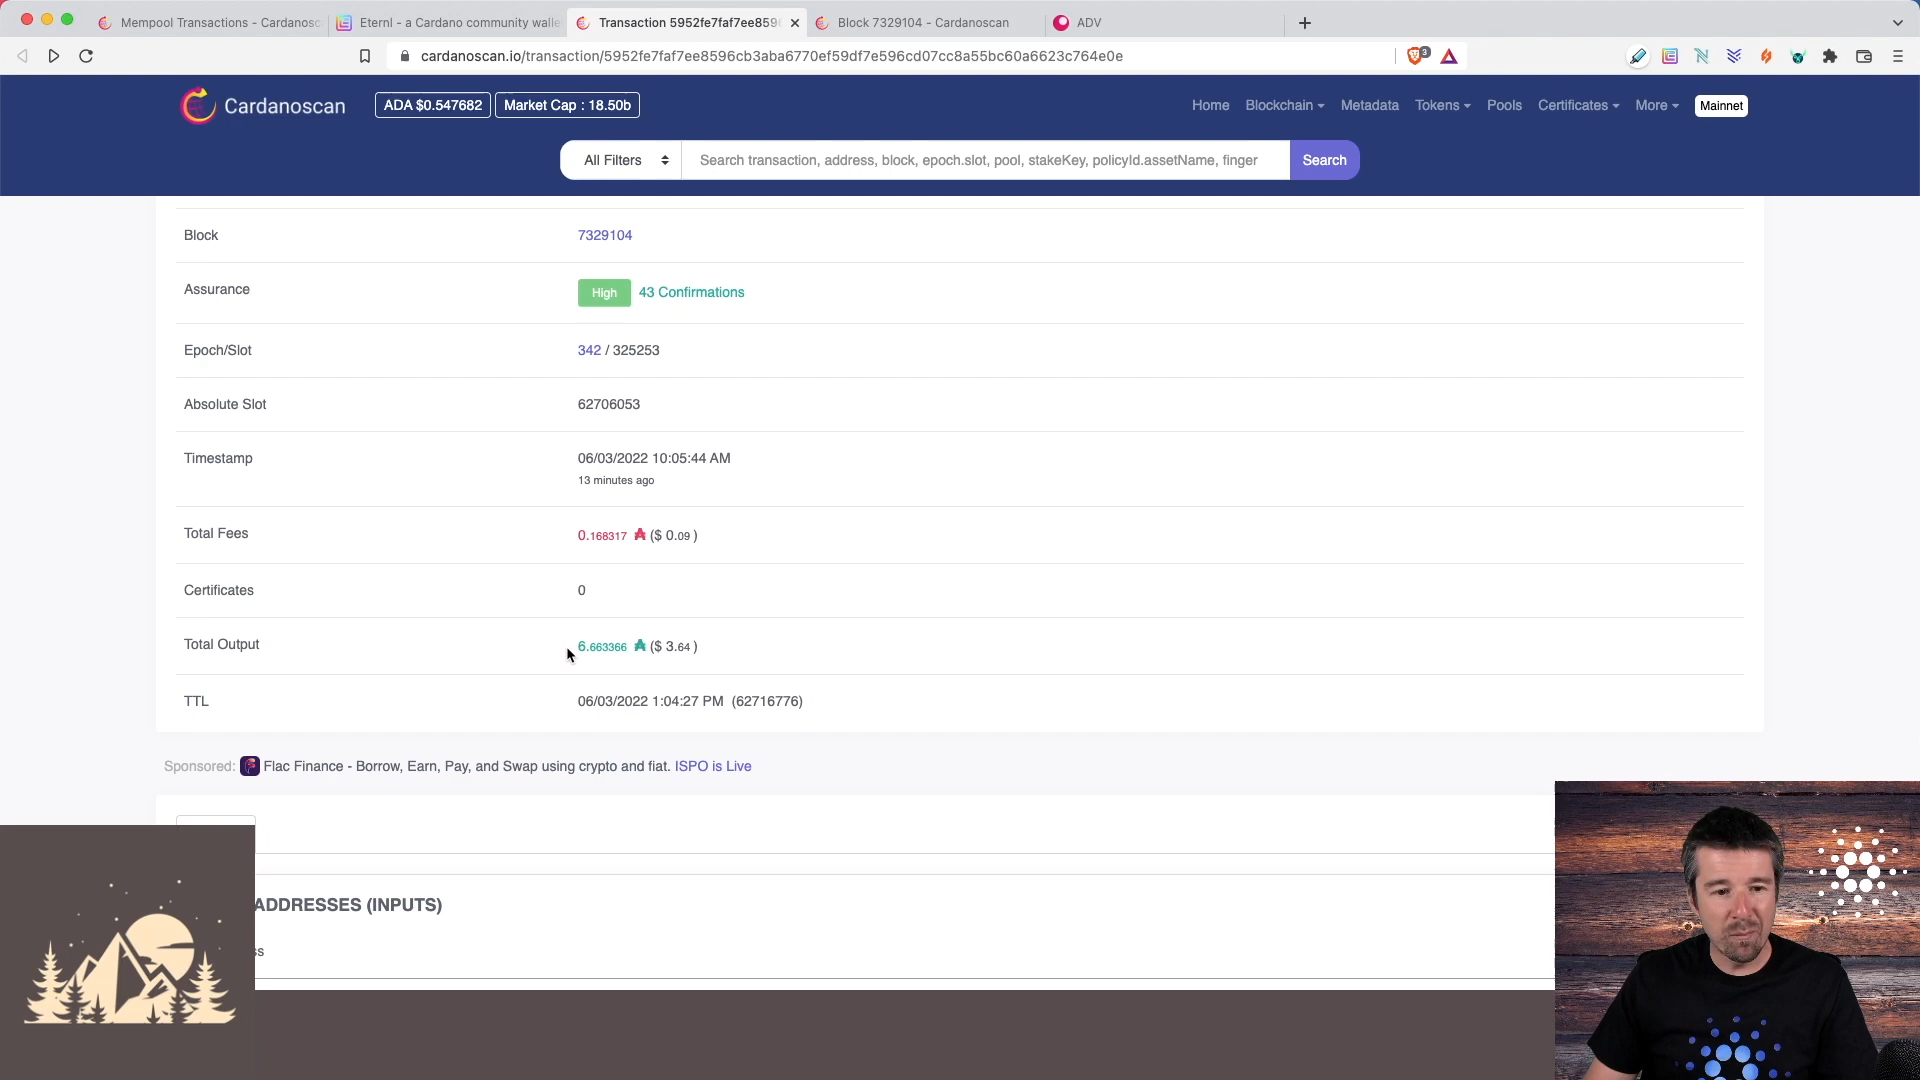 Mempool Transactions - Cardanosc
Eternl - a Cardano community walle
Transaction 5952fe7faf7ee859
Block 7329104 - Cardanoscan
ADV
cardanoscan.io/transaction/5952fe7faf7ee8596cb3aba6770ef59df7e596cd07cc8a55bc60a6623c764e0e
3
Cardanoscan
ADA $0.547682
Market Cap : 18.50b
Home
Blockchain
Metadata
Tokens
Pools
Certificates
More
Mainnet
All Filters
Search transaction, address, block, epoch.slot, pool, stakeKey, policyId.assetName, finger
Search
Block
7329104
Assurance
High
43 Confirmations
Epoch/Slot
342 / 325253
Absolute Slot
62706053
Timestamp
06/03/2022 10:05:44 AM
13 minutes ago
Total Fees
0.168317 ₳ ($ 0.09 )
Certificates
0
Total Output
6.663366 ₳ ($ 3.64 )
TTL
06/03/2022 1:04:27 PM (62716776)
Sponsored: Flac Finance - Borrow, Earn, Pay, and Swap using crypto and fiat. ISPO is Live
ADDRESSES (INPUTS)
ss